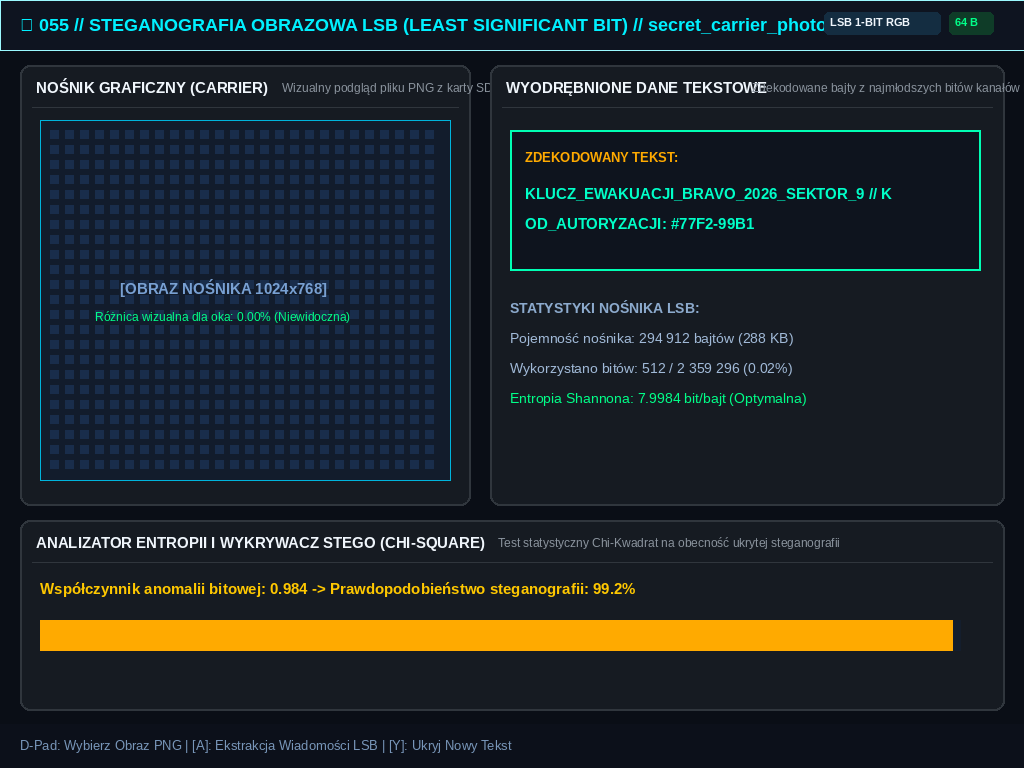 055 // STEGANOGRAFIA OBRAZOWA LSB (LEAST SIGNIFICANT BIT) // secret_carrier_photo
LSB 1-BIT RGB
64 B
NOŚNIK GRAFICZNY (CARRIER)
Wizualny podgląd pliku PNG z karty SD
[OBRAZ NOŚNIKA 1024x768]
Różnica wizualna dla oka: 0.00% (Niewidoczna)
WYODRĘBNIONE DANE TEKSTOWE
bajty z najmłodszych bitów kanałów
ZDEKODOWANY TEKST:
KLUCZ_EWAKUACJI_BRAVO_2026_SEKTOR_9 // K
OD_AUTORYZACJI: #77F2-99B1
STATYSTYKI NOŚNIKA LSB:
Pojemność nośnika: 294 912 bajtów (288 KB)
Wykorzystano bitów: 512 / 2 359 296 (0.02%)
Entropia Shannona: 7.9984 bit/bajt (Optymalna)
ANALIZATOR ENTROPII I WYKRYWACZ STEGO (CHI-SQUARE)
Test statystyczny Chi-Kwadrat na obecność ukrytej steganografii
Współczynnik anomalii bitowej: 0.984 -> Prawdopodobieństwo steganografii: 99.2%
D-Pad: Wybierz Obraz PNG | [A]: Ekstrakcja Wiadomości LSB | [Y]: Ukryj Nowy Tekst